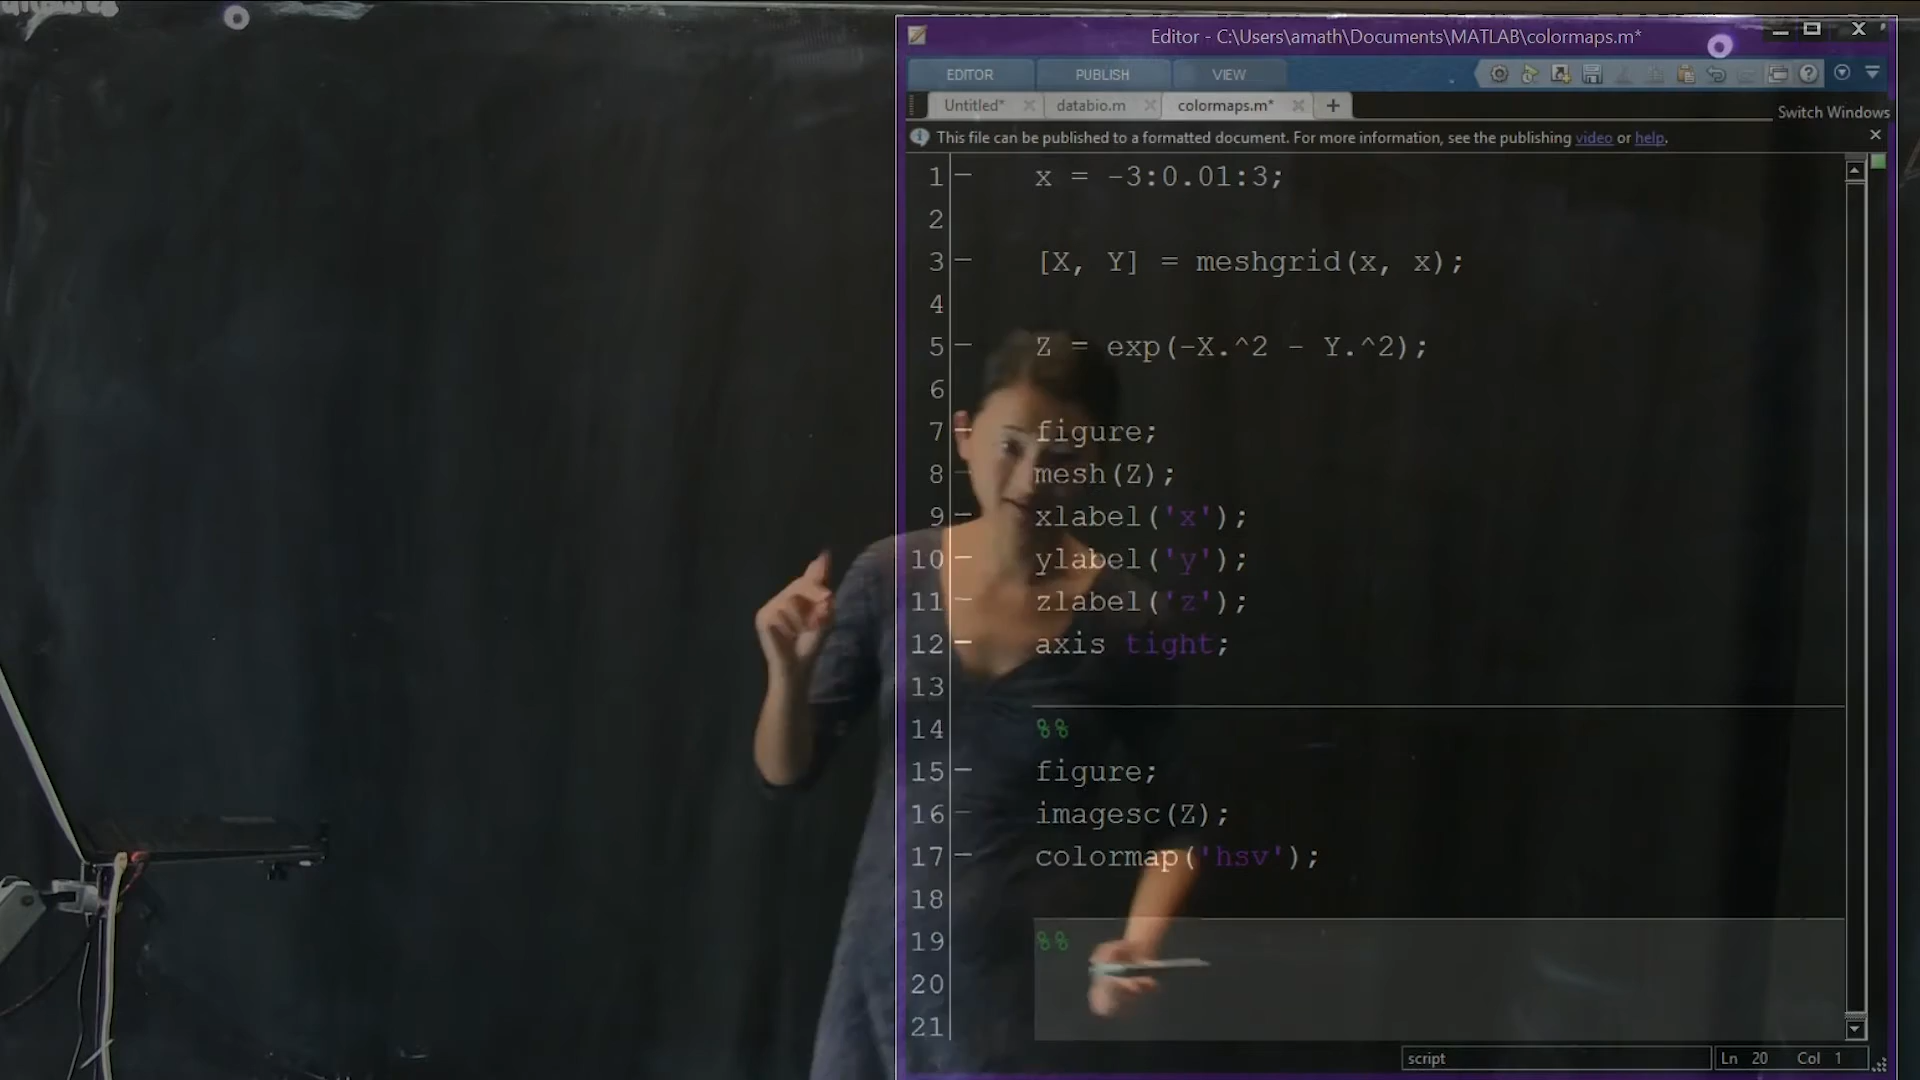 Editor - C:\Users\amath\Documents\MATLAB\colormaps.m*
EDITOR PUBLISH VIEW
Untitled* databio.m colormaps.m*
Switch Windows
This file can be published to a formatted document. For more information, see the publishing video or help.
1 x = -3:0.01:3;
2
3 [X, Y] = meshgrid(x, x);
4
5 Z = exp(-X.^2 - Y.^2);
6
7 figure;
8 mesh(Z);
9 xlabel('x');
10 ylabel('y');
11 zlabel('z');
12 axis tight;
13
14 %%
15 figure;
16 imagesc(Z);
17 colormap('hsv');
18
19 %%
20
21
script Ln 20 Col 1